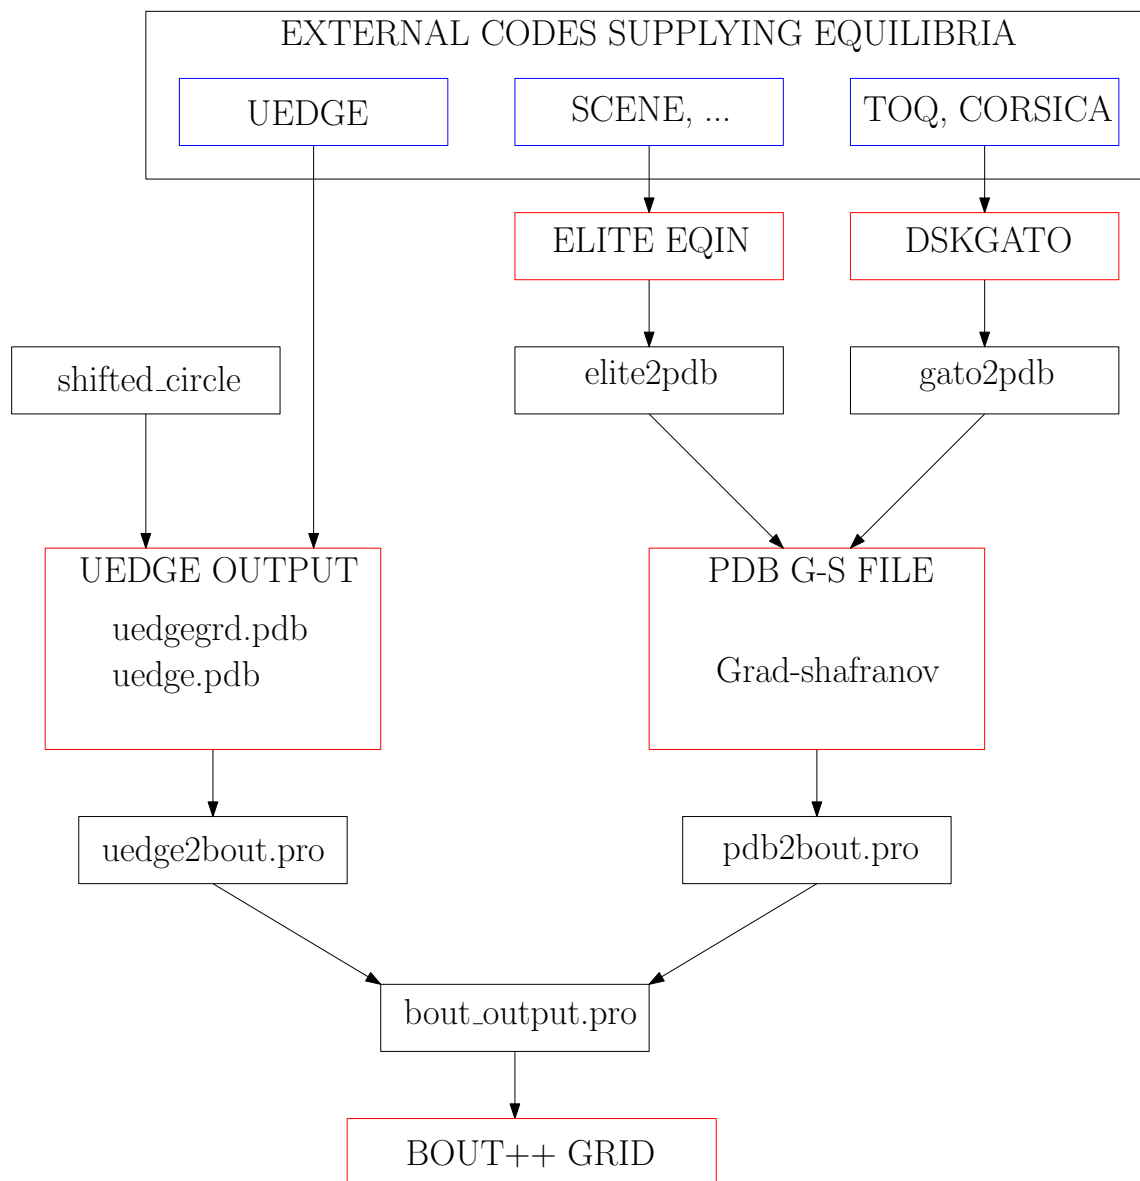 EXTERNAL CODES SUPPLYING EQUILIBRIA
UEDGE
SCENE, ...
TOQ, CORSICA
ELITE EQIN
DSKGATO
shifted_circle
elite2pdb
gato2pdb
UEDGE OUTPUT
uedgegrd.pdb
uedge.pdb
PDB G-S FILE
Grad-shafranov
uedge2bout.pro
pdb2bout.pro
bout_output.pro
BOUT++ GRID